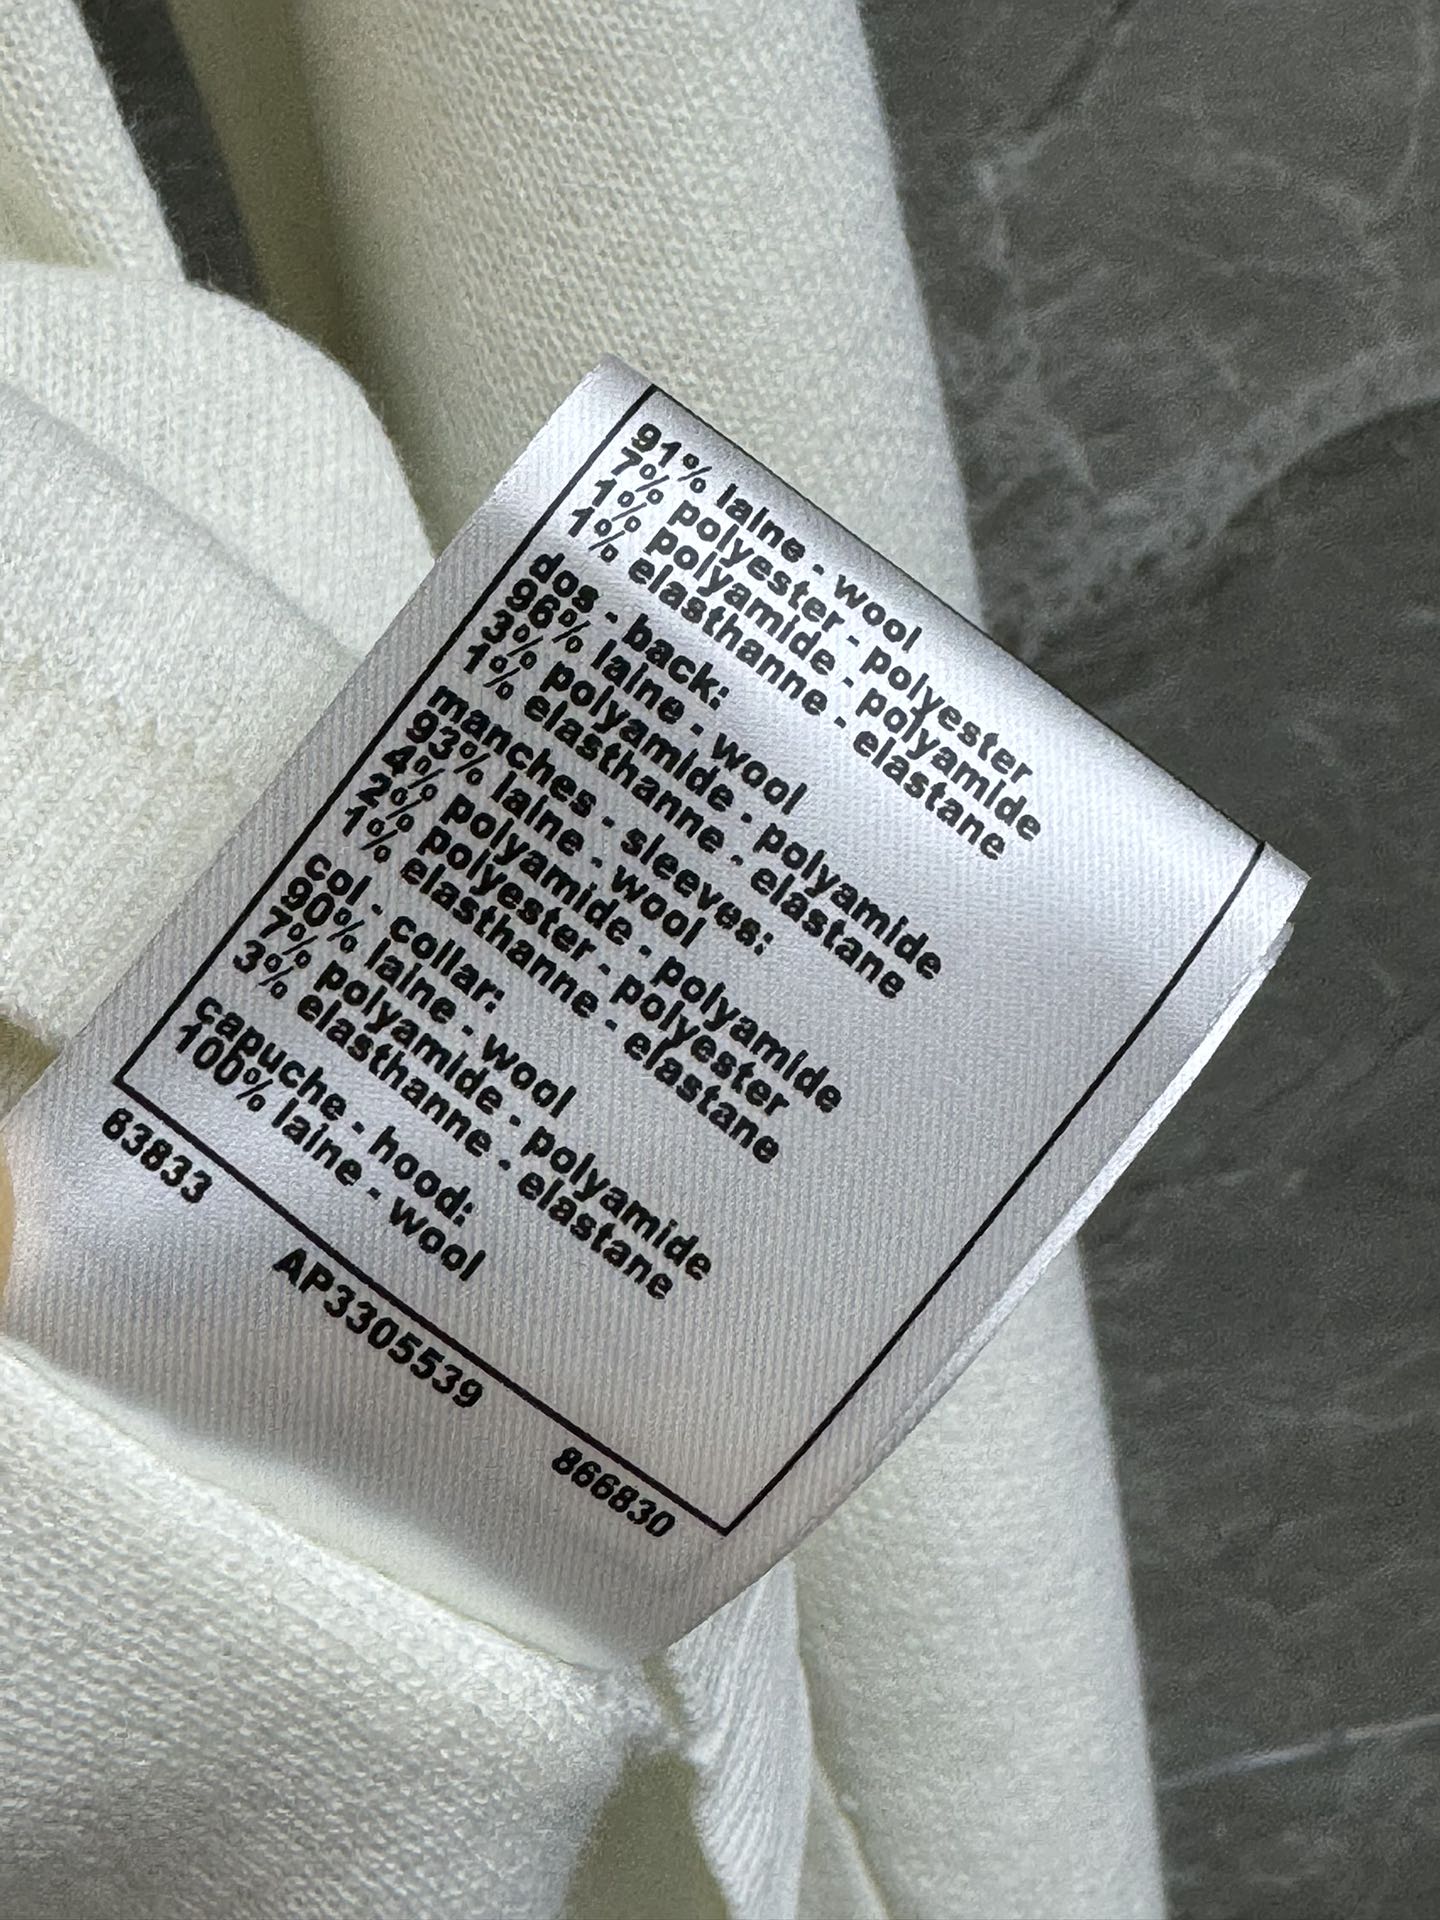 91% laine - wool
7% polyester - polyester
1% polyamide - polyamide
1% elasthanne - elastane
dos - back:
96% laine - wool
3% polyamide - polyamide
1% elasthanne - elastane
manches - sleeves:
93% laine - wool
4% polyamide - polyamide
2% polyester - polyester
1% elasthanne - elastane
col - collar:
90% laine - wool
7% polyamide - polyamide
3% elasthanne - elastane
capuche - hood:
100% laine - wool
63833 AP3305539 866830